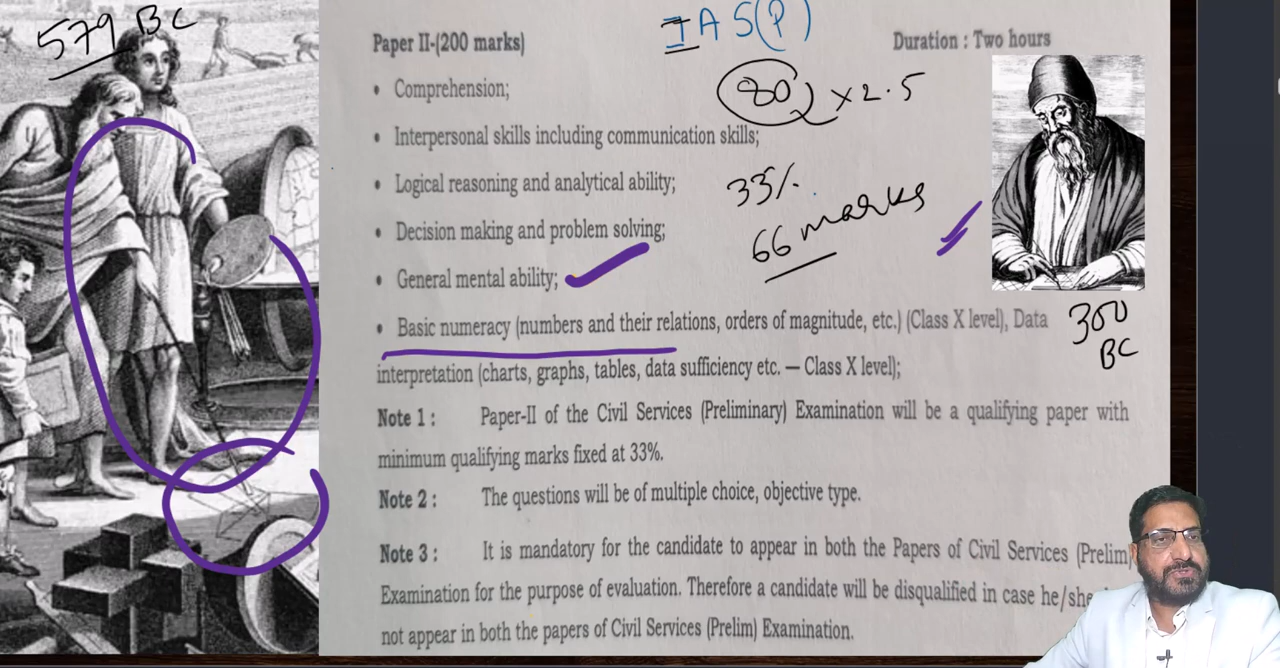 579 BC
IAS(P)
Paper II-(200 marks)
Duration : Two hours
• Comprehension;
80 x 2.5
• Interpersonal skills including communication skills;
• Logical reasoning and analytical ability;
33%
• Decision making and problem solving;
66 marks
• General mental ability;
• Basic numeracy (numbers and their relations, orders of magnitude, etc.) (Class X level), Data
interpretation (charts, graphs, tables, data sufficiency etc. — Class X level);
300
BC
Note 1 : Paper-II of the Civil Services (Preliminary) Examination will be a qualifying paper with
minimum qualifying marks fixed at 33%.
Note 2 : The questions will be of multiple choice, objective type.
Note 3 : It is mandatory for the candidate to appear in both the Papers of Civil Services (Prelim)
Examination for the purpose of evaluation. Therefore a candidate will be disqualified in case he/she
not appear in both the papers of Civil Services (Prelim) Examination.